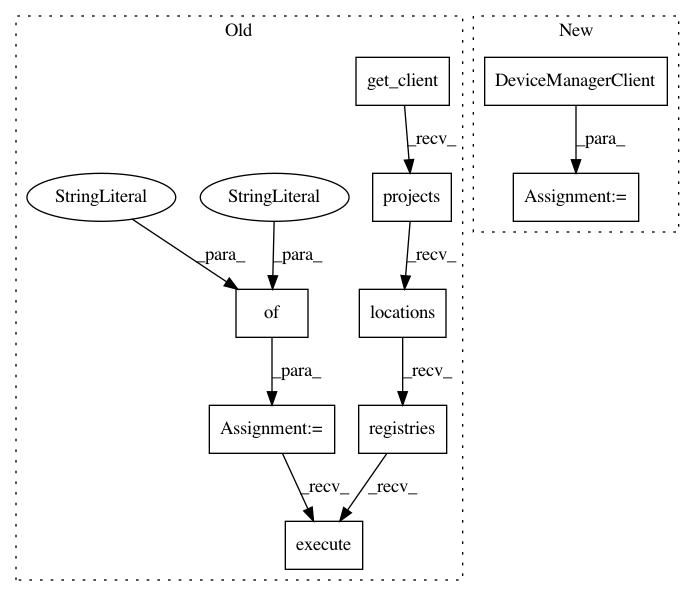 Old
New
get_client
DeviceManagerClient
_recv_
_para_
StringLiteral
StringLiteral
projects
Assignment:=
_para_
_para_
_recv_
of
locations
_para_
_recv_
Assignment:=
registries
_recv_
_recv_
execute